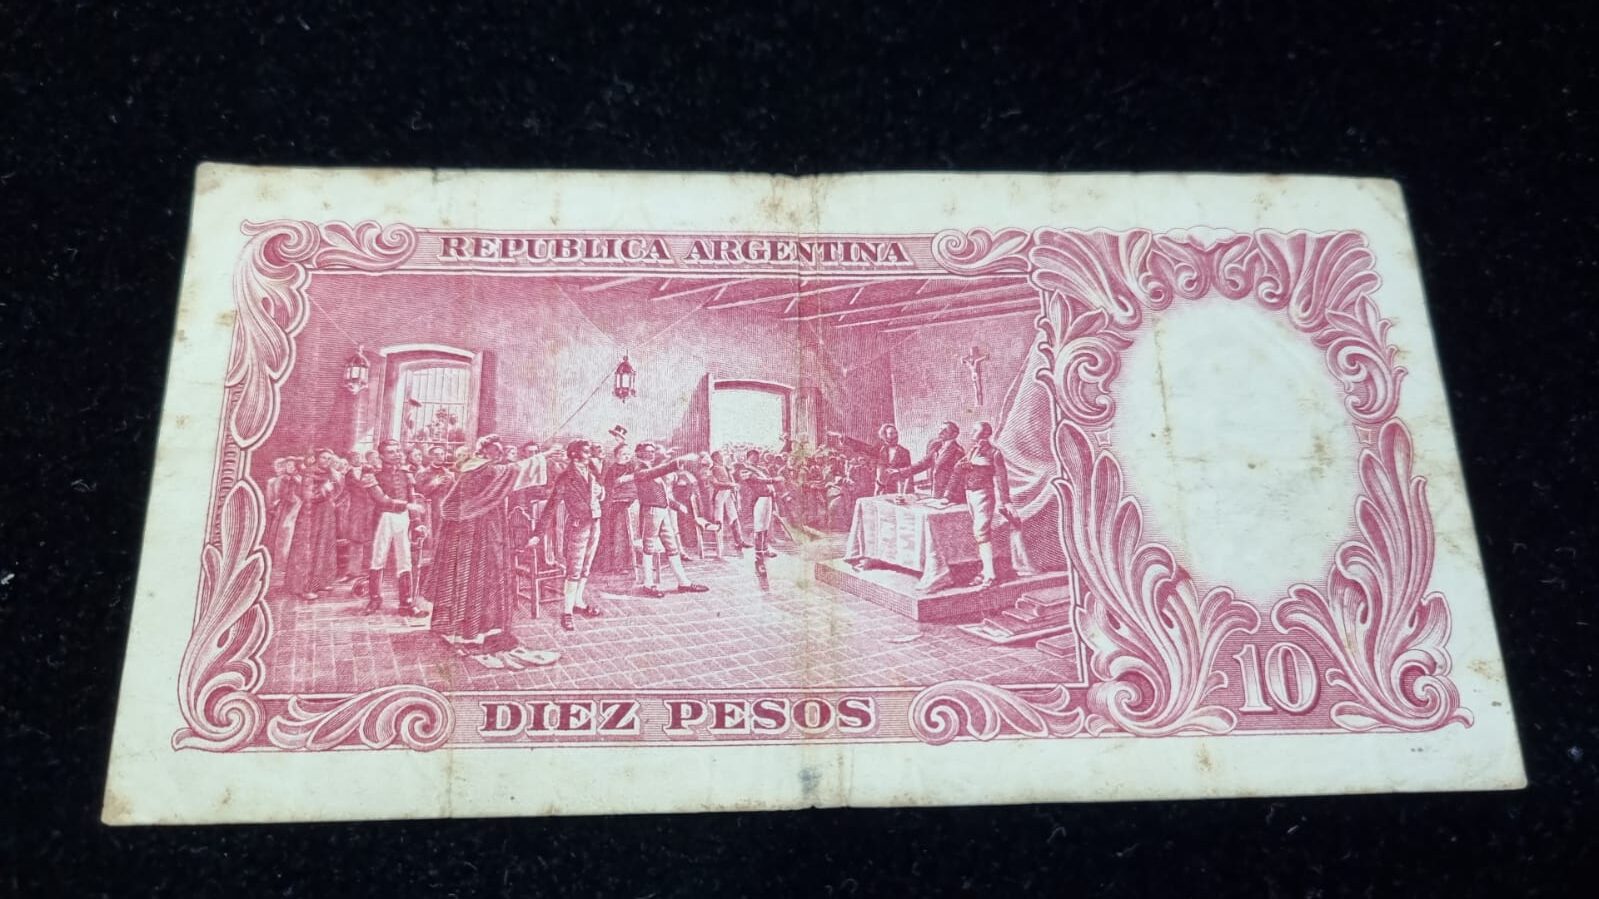 REPUBLICA ARGENTINA
DIEZ PESOS
10